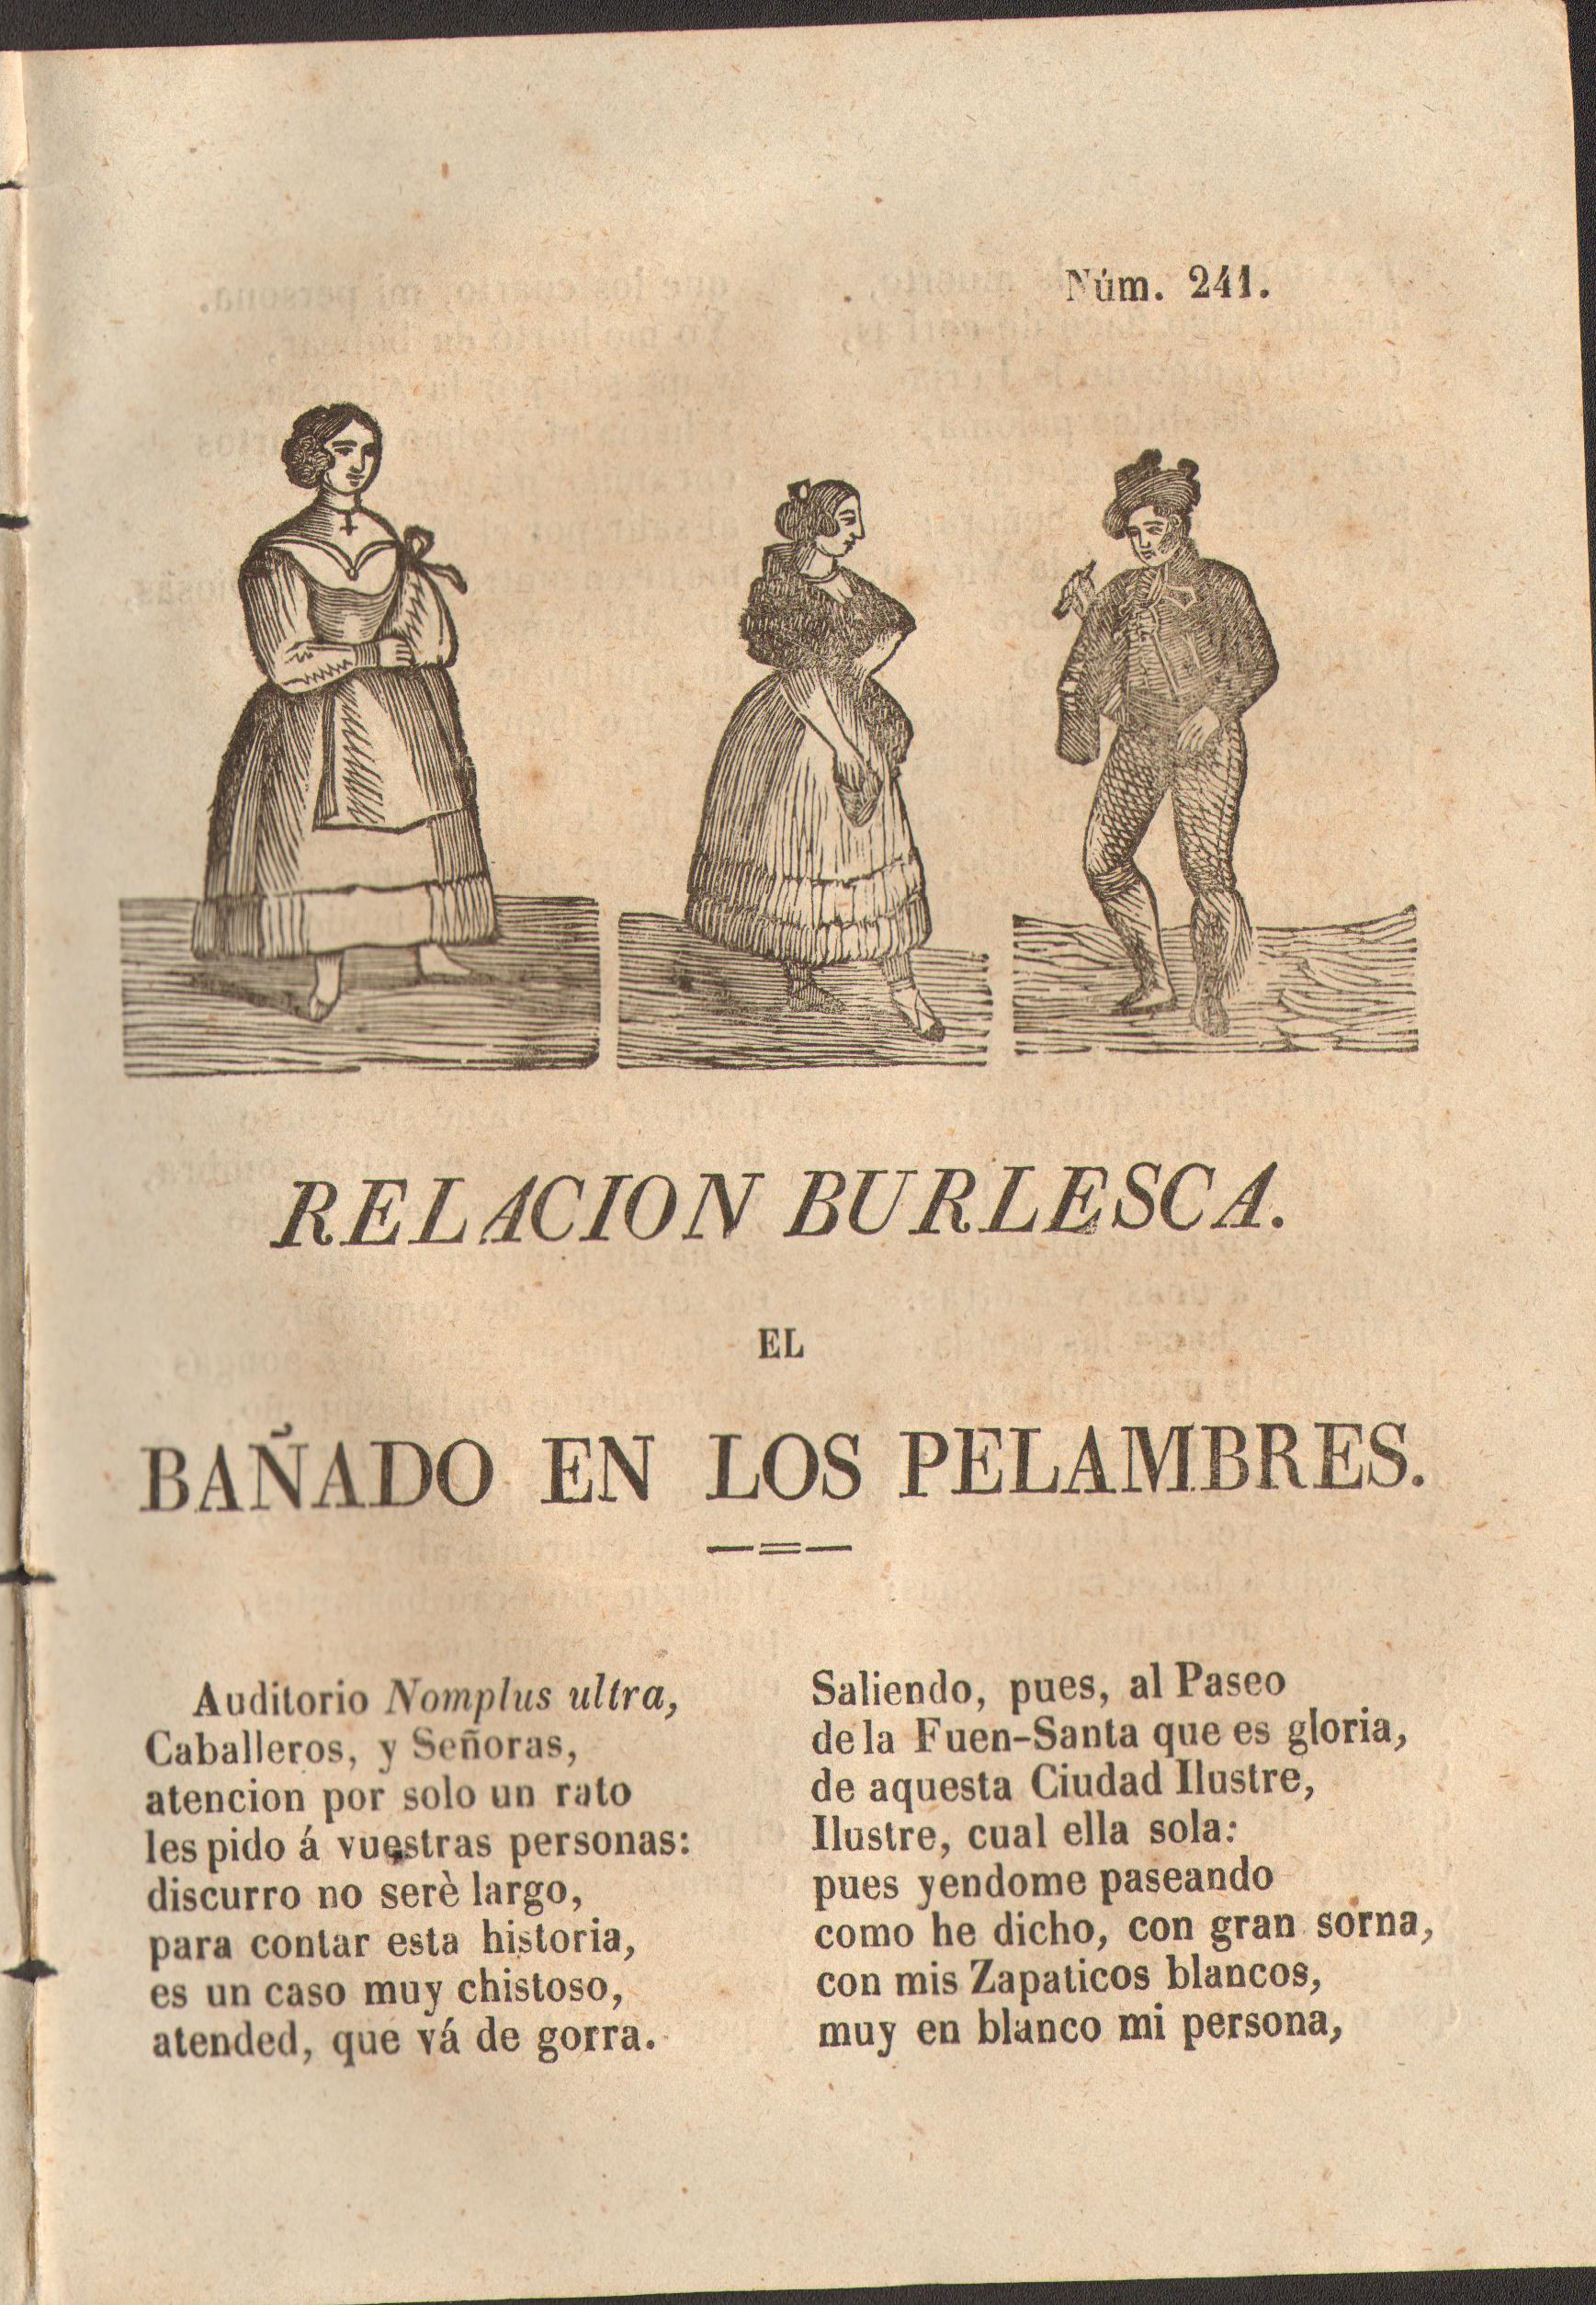 Núm. 241.
RELACION BURLESCA.
EL
BAÑADO EN LOS PELAMBRES.
Auditorio Nomplus ultra,
Caballeros, y Señoras,
atencion por solo un rato
les pido á vuestras personas:
discurro no serè largo,
para contar esta historia,
es un caso muy chistoso,
atended, que vá de gorra.
Saliendo, pues, al Paseo
de la Fuen-Santa que es gloria,
de aquesta Ciudad Ilustre,
Ilustre, cual ella sola:
pues yendome paseando
como he dicho, con gran sorna,
con mis Zapaticos blancos,
muy en blanco mi persona,